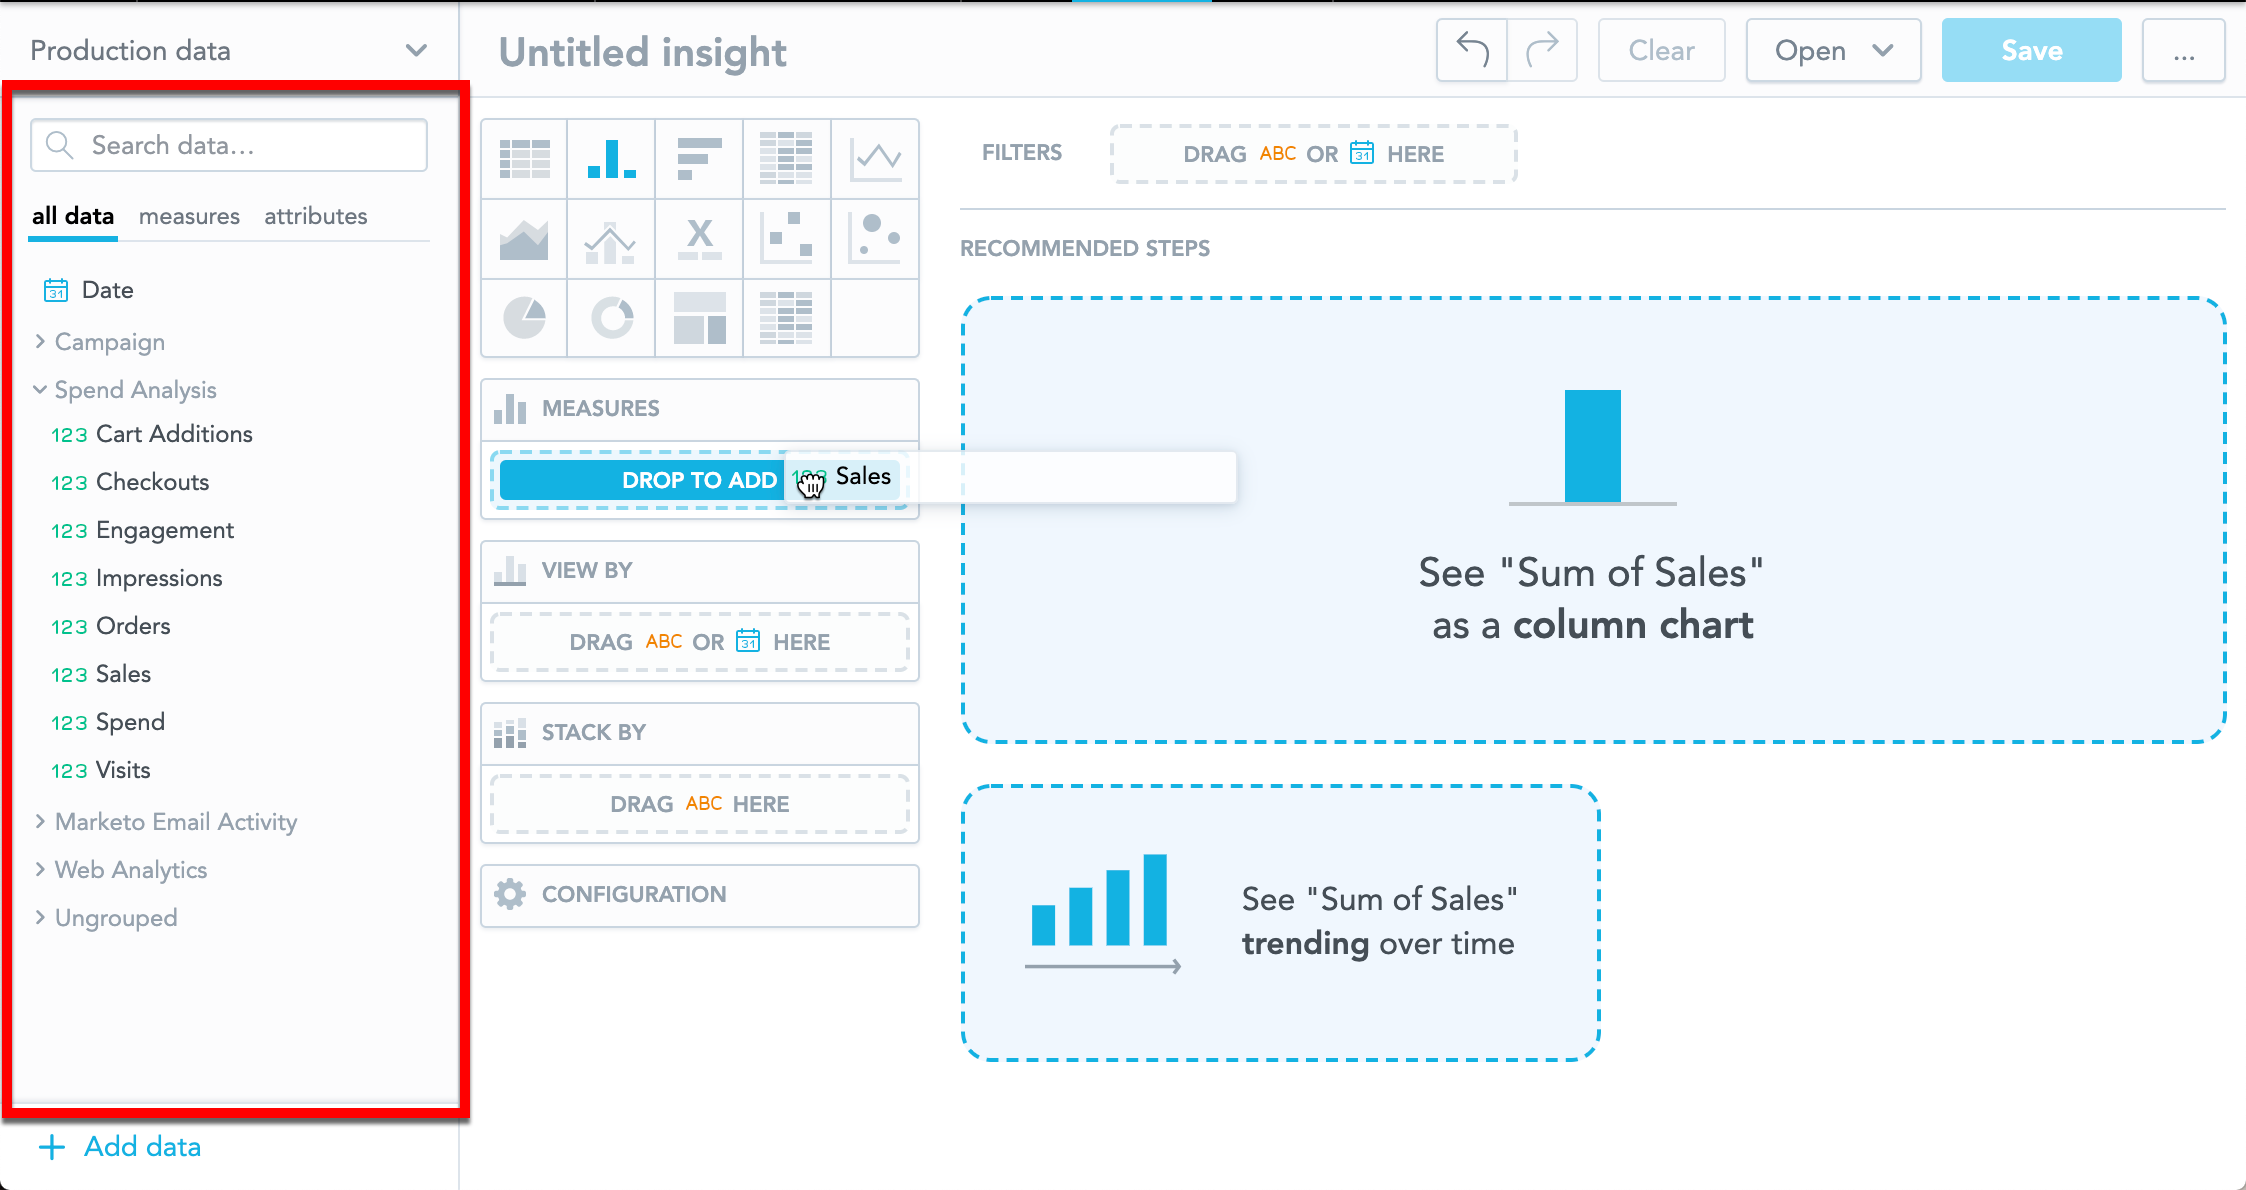 Production data
Untitled insight
Clear
Open
Save
...
Search data...
all data measures attributes
31 Date
Campaign
Spend Analysis
123 Cart Additions
123 Checkouts
123 Engagement
123 Impressions
123 Orders
123 Sales
123 Spend
123 Visits
Marketo Email Activity
Web Analytics
Ungrouped
Add data
X
MEASURES
DROP TO ADD
123 Sales
VIEW BY
DRAG ABC OR 31 HERE
STACK BY
DRAG ABC HERE
CONFIGURATION
FILTERS
DRAG ABC OR 31 HERE
RECOMMENDED STEPS
See "Sum of Sales"
as a column chart
See "Sum of Sales"
trending over time